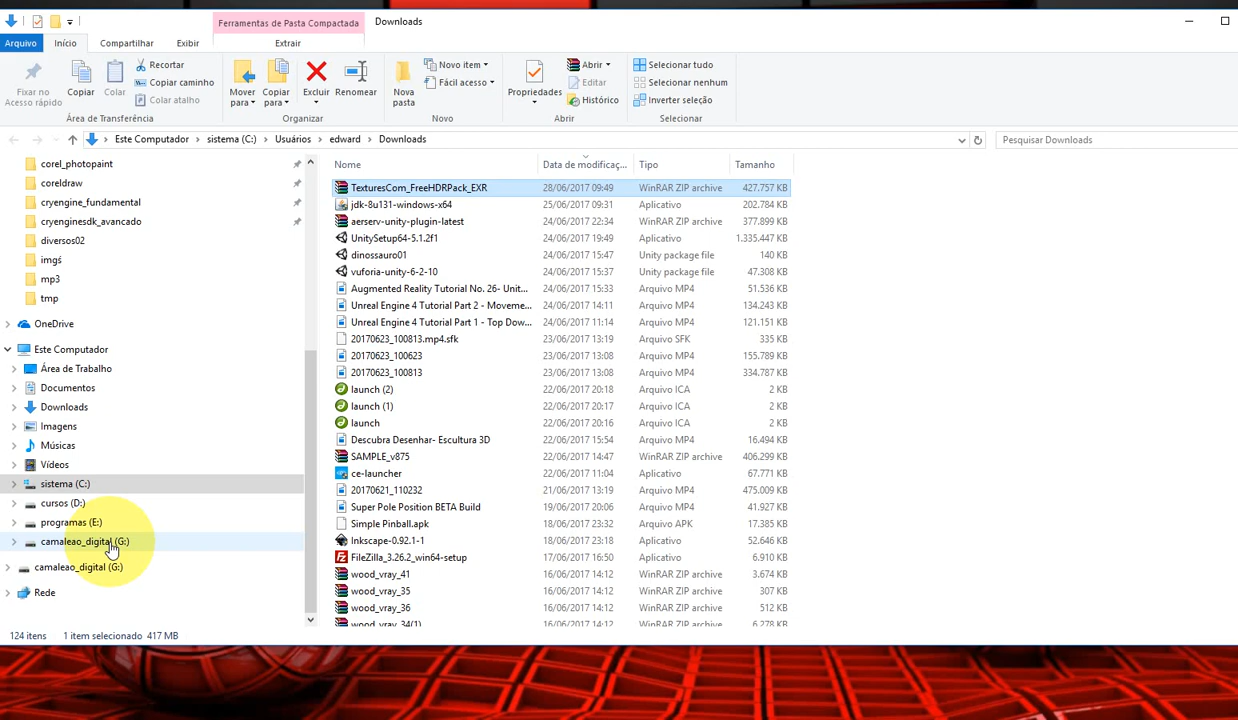 Ferramentas de Pasta Compactada Downloads
Arquivo Início Compartilhar Exibir Extrair
Fixar no Acesso rápido
Copiar
Colar
Recortar
Copiar caminho
Colar atalho
Mover para
Copiar para
Excluir
Renomear
Nova pasta
Novo item
Fácil acesso
Propriedades
Abrir
Editar
Histórico
Selecionar tudo
Selecionar nenhum
Inverter seleção
Área de Transferência Organizar Novo Abrir Selecionar
Este Computador > sistema (C:) > Usuários > edward > Downloads
Pesquisar Downloads
corel_photopaint
coreldraw
cryengine_fundamental
cryenginesdk_avancado
diversos02
imgś
mp3
tmp
OneDrive
Este Computador
Área de Trabalho
Documentos
Downloads
Imagens
Músicas
Vídeos
sistema (C:)
cursos (D:)
programas (E:)
camaleao_digital (G:)
camaleao_digital (G:)
Rede
Nome Data de modificaç... Tipo Tamanho
TexturesCom_FreeHDRPack_EXR 28/06/2017 09:49 WinRAR ZIP archive 427.757 KB
jdk-8u131-windows-x64 25/06/2017 09:31 Aplicativo 202.784 KB
aerserv-unity-plugin-latest 24/06/2017 22:34 WinRAR ZIP archive 377.899 KB
UnitySetup64-5.1.2f1 24/06/2017 19:49 Aplicativo 1.335.447 KB
dinossauro01 24/06/2017 15:47 Unity package file 140 KB
vuforia-unity-6-2-10 24/06/2017 15:37 Unity package file 47.308 KB
Augmented Reality Tutorial No. 26- Unit... 24/06/2017 15:33 Arquivo MP4 51.536 KB
Unreal Engine 4 Tutorial Part 2 - Moveme... 24/06/2017 14:11 Arquivo MP4 134.243 KB
Unreal Engine 4 Tutorial Part 1 - Top Dow... 24/06/2017 11:14 Arquivo MP4 121.151 KB
20170623_100813.mp4.sfk 23/06/2017 13:19 Arquivo SFK 335 KB
20170623_100623 23/06/2017 13:08 Arquivo MP4 155.789 KB
20170623_100813 23/06/2017 13:08 Arquivo MP4 334.787 KB
launch (2) 22/06/2017 20:18 Arquivo ICA 2 KB
launch (1) 22/06/2017 20:17 Arquivo ICA 2 KB
launch 22/06/2017 20:16 Arquivo ICA 2 KB
Descubra Desenhar- Escultura 3D 22/06/2017 15:54 Arquivo MP4 16.494 KB
SAMPLE_v875 22/06/2017 14:47 WinRAR ZIP archive 406.299 KB
ce-launcher 22/06/2017 11:04 Aplicativo 67.771 KB
20170621_110232 21/06/2017 13:19 Arquivo MP4 475.009 KB
Super Pole Position BETA Build 19/06/2017 20:06 Arquivo MP4 41.927 KB
Simple Pinball.apk 18/06/2017 23:32 Arquivo APK 17.385 KB
Inkscape-0.92.1-1 18/06/2017 23:18 Aplicativo 52.646 KB
FileZilla_3.26.2_win64-setup 17/06/2017 16:50 Aplicativo 6.910 KB
wood_vray_41 16/06/2017 14:12 WinRAR ZIP archive 3.674 KB
wood_vray_35 16/06/2017 14:12 WinRAR ZIP archive 307 KB
wood_vray_36 16/06/2017 14:12 WinRAR ZIP archive 512 KB
wood_vray_34(1) 16/06/2017 14:12 WinRAR ZIP archive 6.278 KB
124 itens 1 item selecionado 417 MB